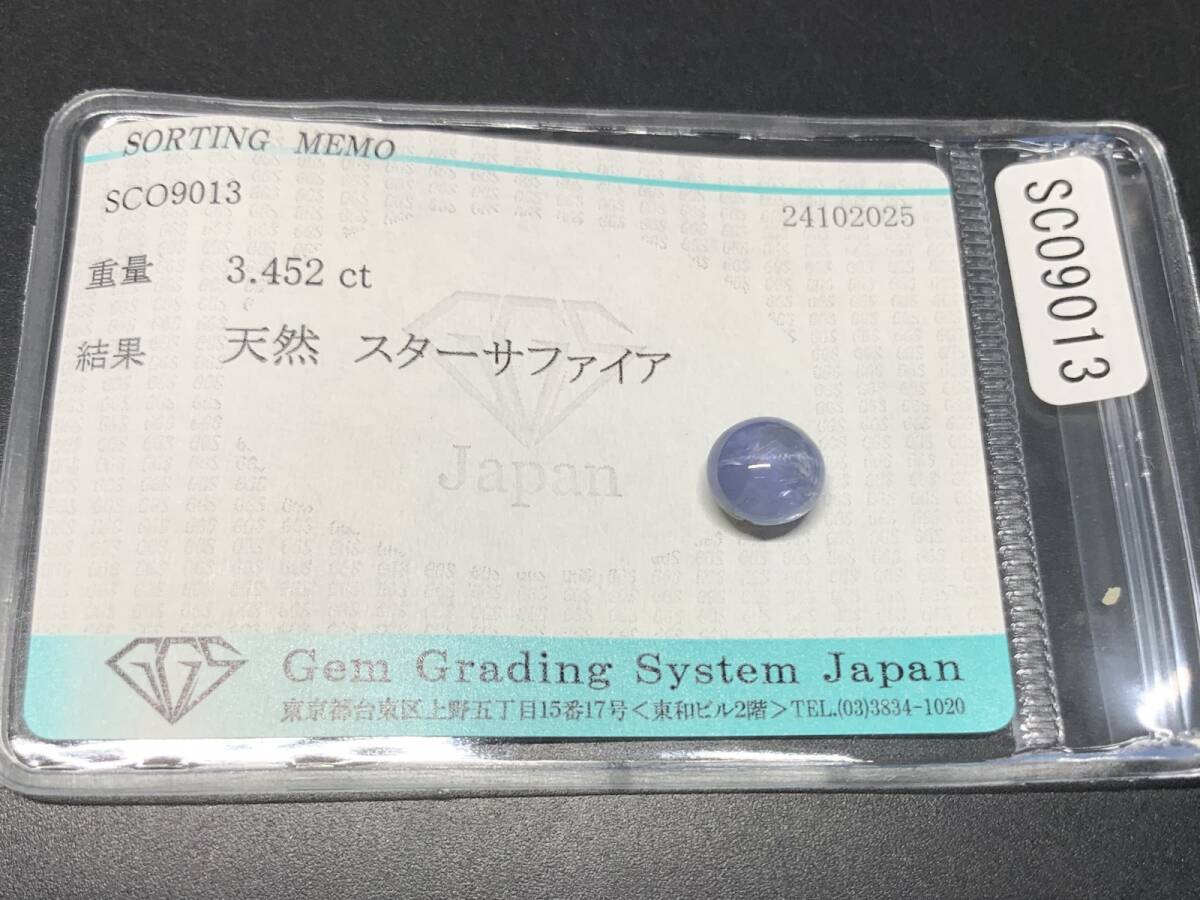 SORTING MEMO
SCO9013
24102025
重量 3.452 ct
結果 天然 スターサファイア
Japan
GGS
Gem Grading System Japan
東京都台東区上野五丁目15番17号<東和ビル2階>TEL.(03)3834-1020
SCO9013